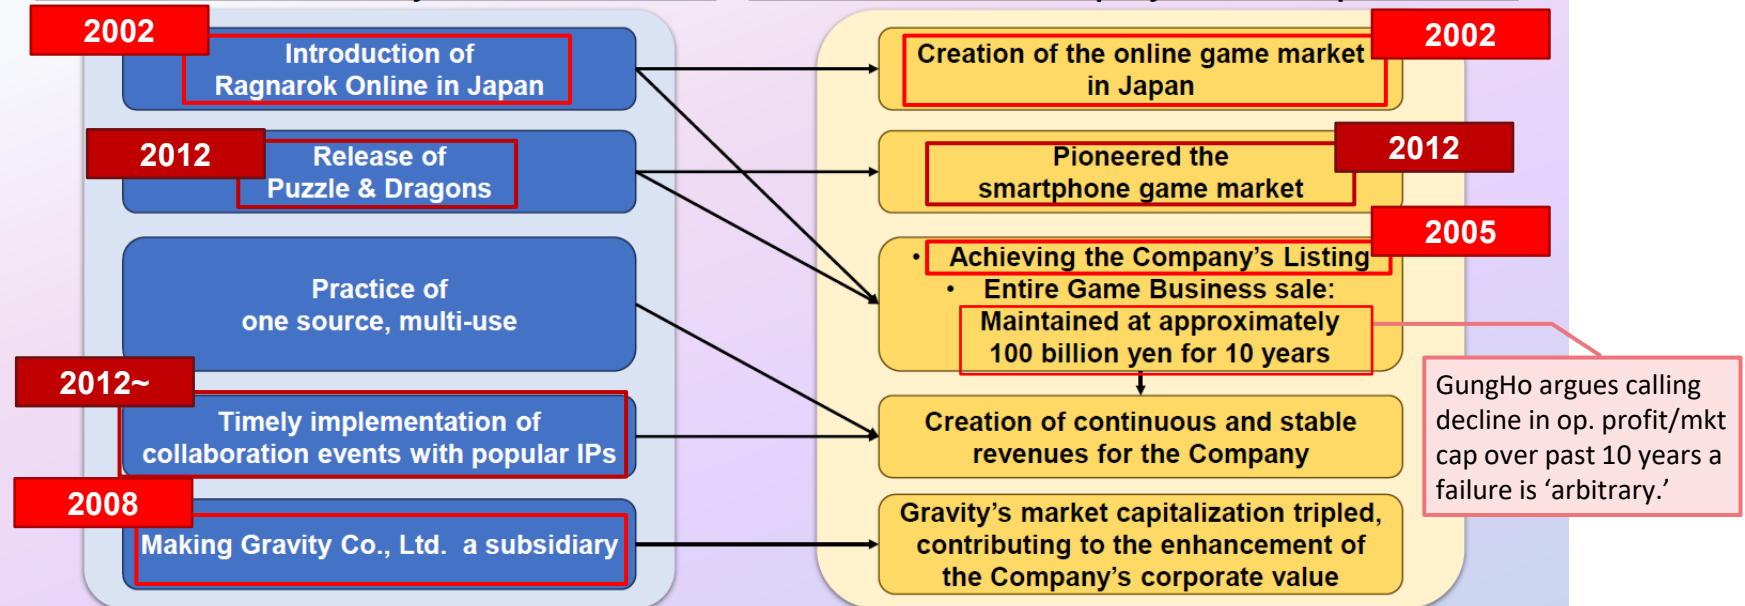 2002
Introduction of
Ragnarok Online in Japan
2012
Release of
Puzzle & Dragons
Practice of
one source, multi-use
2012~
Timely implementation of
collaboration events with popular IPs
2008
Making Gravity Co., Ltd. a subsidiary
2002
Creation of the online game market
in Japan
2012
Pioneered the
smartphone game market
2005
• Achieving the Company's Listing
• Entire Game Business sale:
Maintained at approximately
100 billion yen for 10 years
Creation of continuous and stable
revenues for the Company
Gravity's market capitalization tripled,
contributing to the enhancement of
the Company's corporate value
GungHo argues calling
decline in op. profit/mkt
cap over past 10 years a
failure is 'arbitrary.'